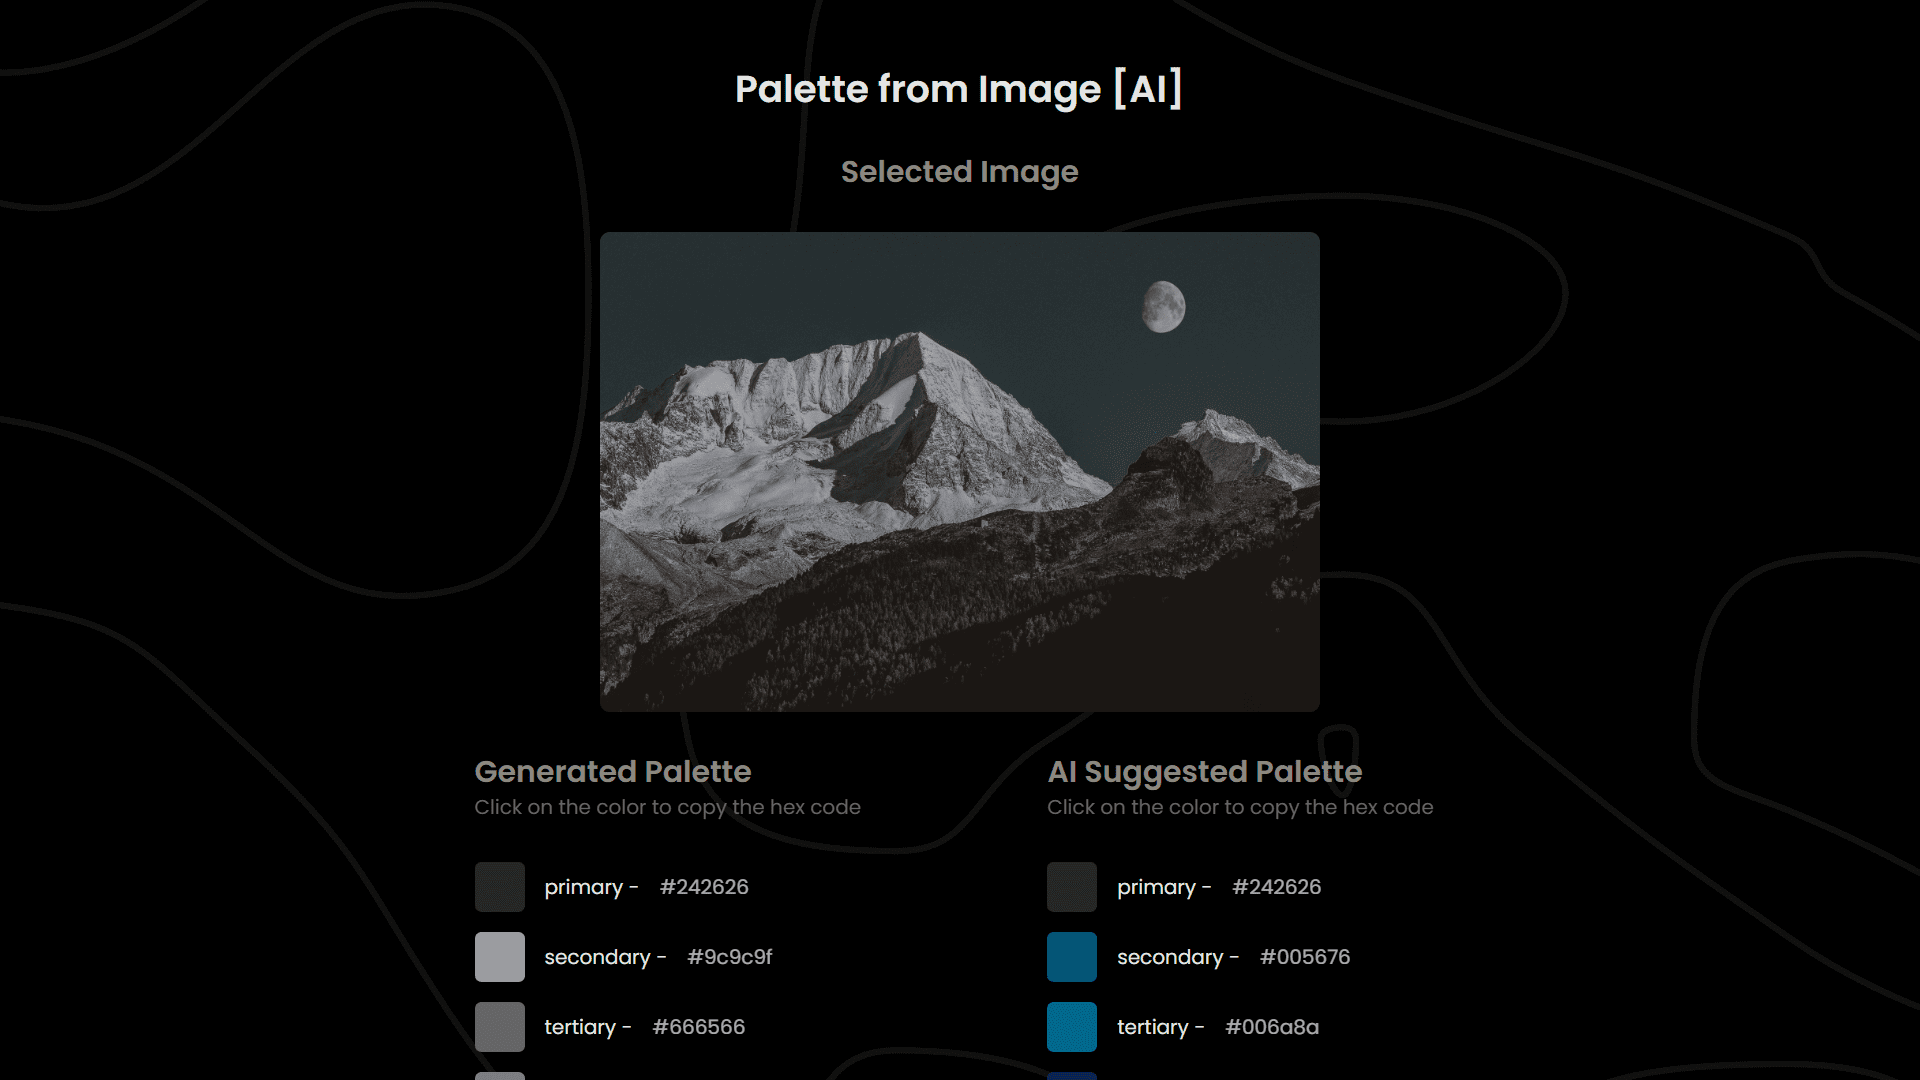 Palette from Image [AI]
Selected Image
Generated Palette
Click on the color to copy the hex code
primary - #242626
secondary - #9c9c9f
tertiary - #666566
AI Suggested Palette
Click on the color to copy the hex code
primary - #242626
secondary - #005676
tertiary - #006a8a